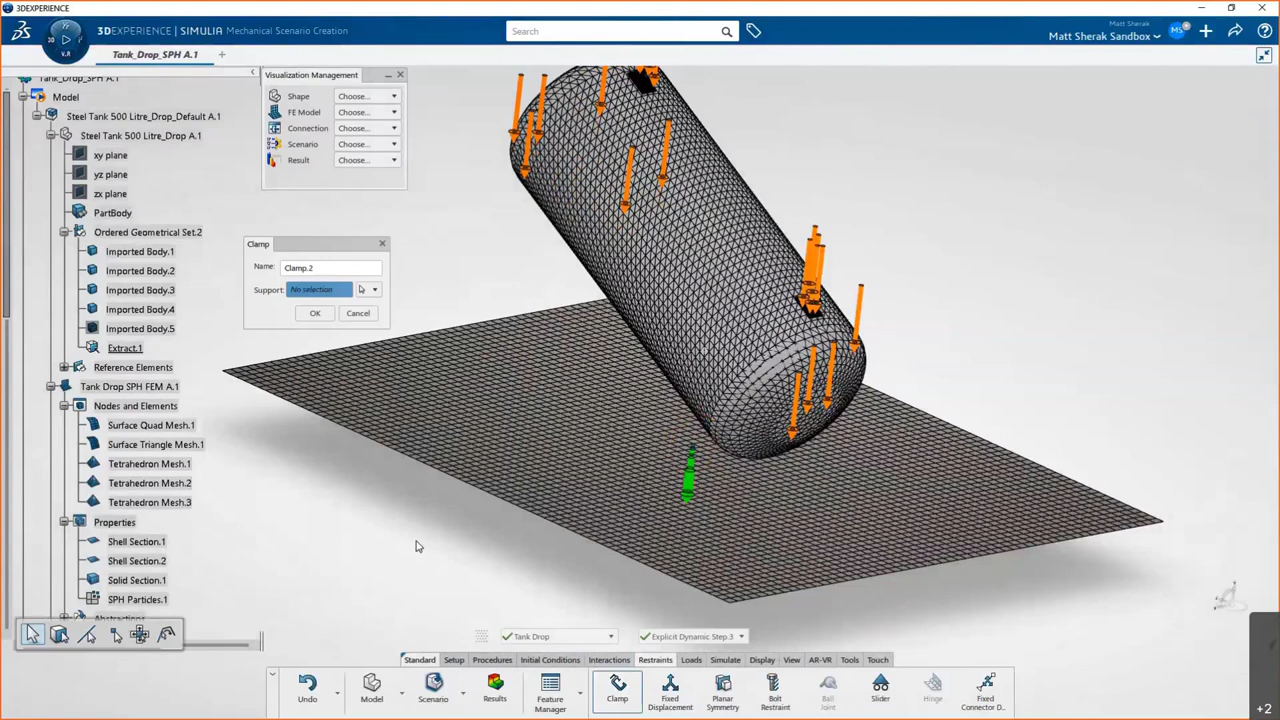 3DEXPERIENCE
3DEXPERIENCE | SIMULIA Mechanical Scenario Creation
Search
Matt Sherak
Matt Sherak Sandbox
MS
V.R
Tank_Drop_SPH A.1
+
Tank_Drop_SPH A.1
Model
Steel Tank 500 Litre_Drop_Default A.1
Steel Tank 500 Litre_Drop A.1
xy plane
yz plane
zx plane
PartBody
Ordered Geometrical Set.2
Imported Body.1
Imported Body.2
Imported Body.3
Imported Body.4
Imported Body.5
Extract.1
Reference Elements
Tank Drop SPH FEM A.1
Nodes and Elements
Surface Quad Mesh.1
Surface Triangle Mesh.1
Tetrahedron Mesh.1
Tetrahedron Mesh.2
Tetrahedron Mesh.3
Properties
Shell Section.1
Shell Section.2
Solid Section.1
SPH Particles.1
Abstractions
Visualization Management
Shape Choose...
FE Model Choose...
Connection Choose...
Scenario Choose...
Result Choose...
Clamp
Name: Clamp.2
Support: No selection
OK Cancel
Tank Drop Explicit Dynamic Step.3
Standard Setup Procedures Initial Conditions Interactions Restraints Loads Simulate Display View AR-VR Tools Touch
Undo Model Scenario Results Feature Manager Clamp Fixed Displacement Planar Symmetry Bolt Restraint Ball Joint Slider Hinge Fixed Connector D...
+2